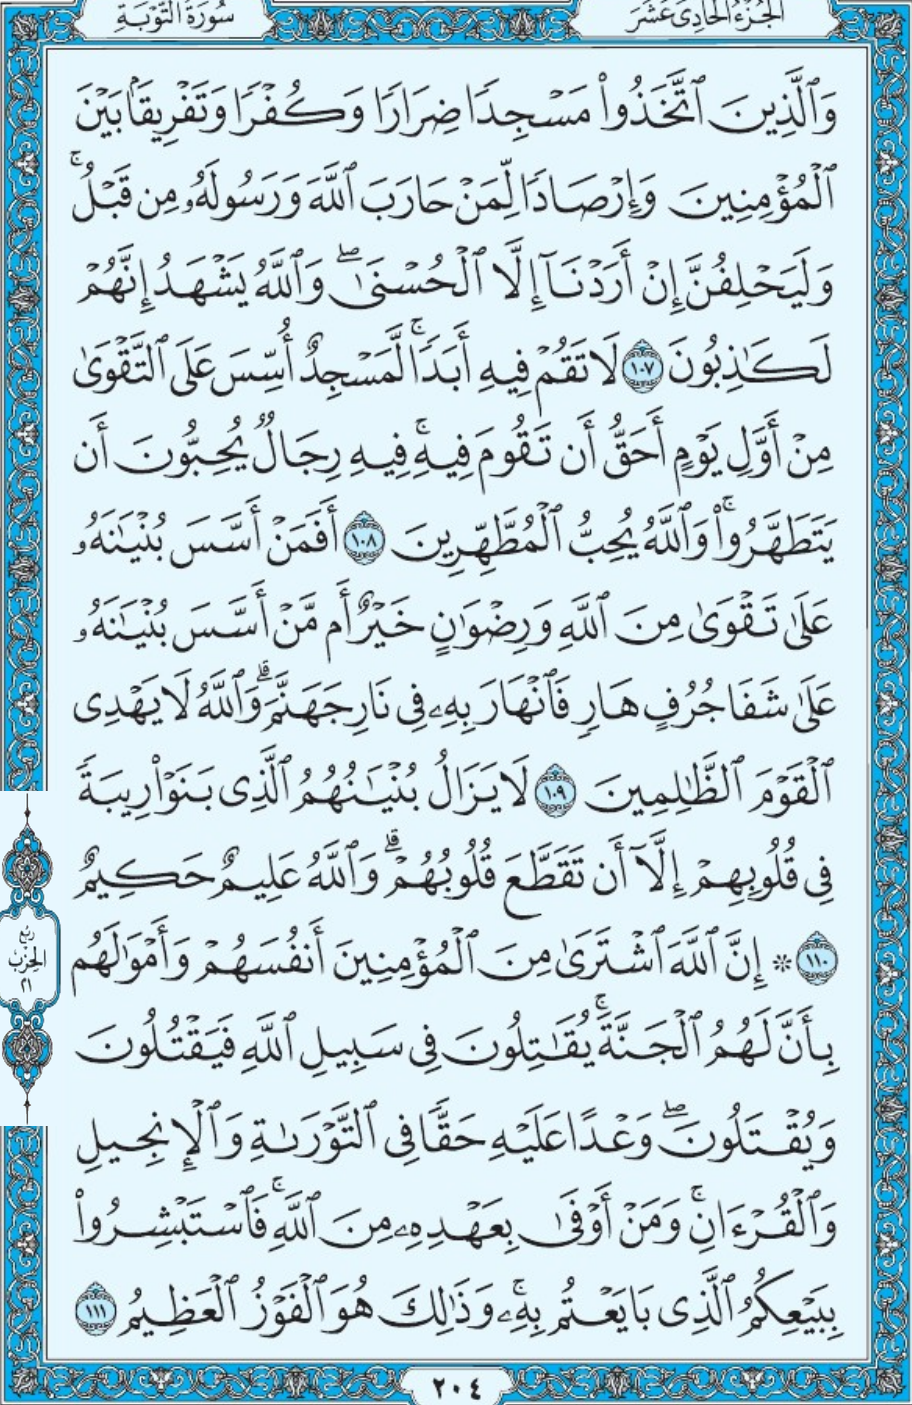 الجُزْءُ الحَادِىَ عَشَرَ
سُورَةُ التَّوْبَةِ
وَٱلَّذِينَ ٱتَّخَذُوا۟ مَسْجِدًا ضِرَارًا وَكُفْرًا وَتَفْرِيقًۢا بَيْنَ
ٱلْمُؤْمِنِينَ وَإِرْصَادًا لِّمَنْ حَارَبَ ٱللَّهَ وَرَسُولَهُۥ مِن قَبْلُ ۚ
وَلَيَحْلِفُنَّ إِنْ أَرَدْنَآ إِلَّا ٱلْحُسْنَىٰ ۖ وَٱللَّهُ يَشْهَدُ إِنَّهُمْ
لَكَـٰذِبُونَ ١٠٧ لَا تَقُمْ فِيهِ أَبَدًا ۚ لَّمَسْجِدٌ أُسِّسَ عَلَى ٱلتَّقْوَىٰ
مِنْ أَوَّلِ يَوْمٍ أَحَقُّ أَن تَقُومَ فِيهِ ۚ فِيهِ رِجَالٌ يُحِبُّونَ أَن
يَتَطَهَّرُوا۟ ۚ وَٱللَّهُ يُحِبُّ ٱلْمُطَّهِّرِينَ ١٠٨ أَفَمَنْ أَسَّسَ بُنْيَـٰنَهُۥ
عَلَىٰ تَقْوَىٰ مِنَ ٱللَّهِ وَرِضْوَٰنٍ خَيْرٌ أَم مَّنْ أَسَّسَ بُنْيَـٰنَهُۥ
عَلَىٰ شَفَا جُرُفٍ هَارٍ فَٱنْهَارَ بِهِۦ فِى نَارِ جَهَنَّمَ ۗ وَٱللَّهُ لَا يَهْدِى
ٱلْقَوْمَ ٱلظَّـٰلِمِينَ ١٠٩ لَا يَزَالُ بُنْيَـٰنُهُمُ ٱلَّذِى بَنَوْا۟ رِيبَةً
فِى قُلُوبِهِمْ إِلَّآ أَن تَقَطَّعَ قُلُوبُهُمْ ۗ وَٱللَّهُ عَلِيمٌ حَكِيمٌ
١١٠ * إِنَّ ٱللَّهَ ٱشْتَرَىٰ مِنَ ٱلْمُؤْمِنِينَ أَنفُسَهُمْ وَأَمْوَٰلَهُم
رُبْع
الحِزْب
٢١
بِأَنَّ لَهُمُ ٱلْجَنَّةَ ۚ يُقَـٰتِلُونَ فِى سَبِيلِ ٱللَّهِ فَيَقْتُلُونَ
وَيُقْتَلُونَ ۖ وَعْدًا عَلَيْهِ حَقًّا فِى ٱلتَّوْرَىٰةِ وَٱلْإِنجِيلِ
وَٱلْقُرْءَانِ ۚ وَمَنْ أَوْفَىٰ بِعَهْدِهِۦ مِنَ ٱللَّهِ ۚ فَٱسْتَبْشِرُوا۟
بِبَيْعِكُمُ ٱلَّذِى بَايَعْتُم بِهِۦ ۚ وَذَٰلِكَ هُوَ ٱلْفَوْزُ ٱلْعَظِيمُ ١١١
٢٠٤